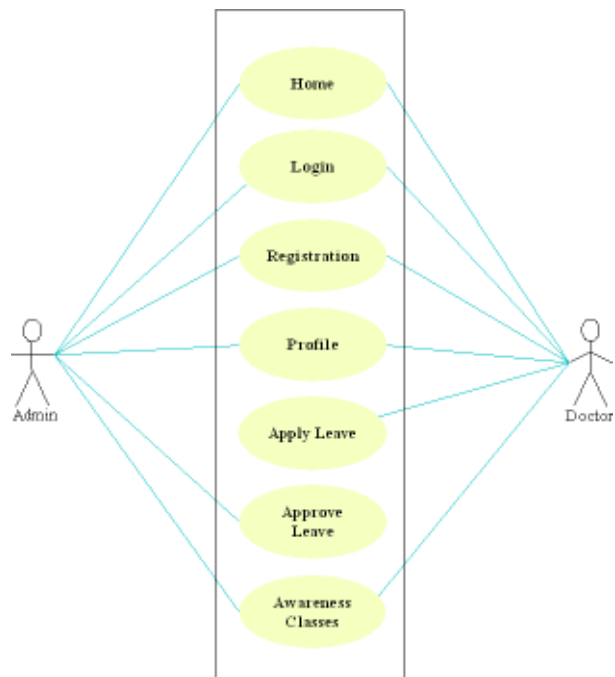 Home
Login
Registration
Profile
Admin
Doctor
Apply Leave
Approve
Leave
Awareness
Classes